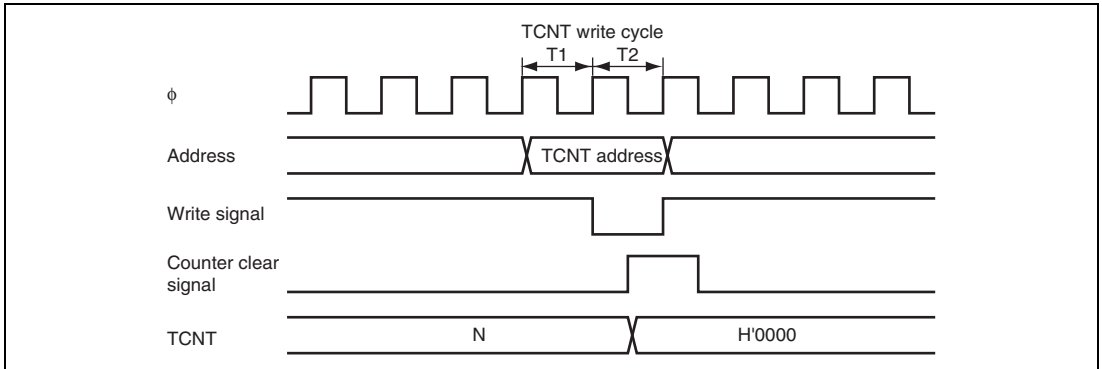 TCNT write cycle
T1 T2
ϕ
Address
TCNT address
Write signal
Counter clear
signal
TCNT
N
H'0000